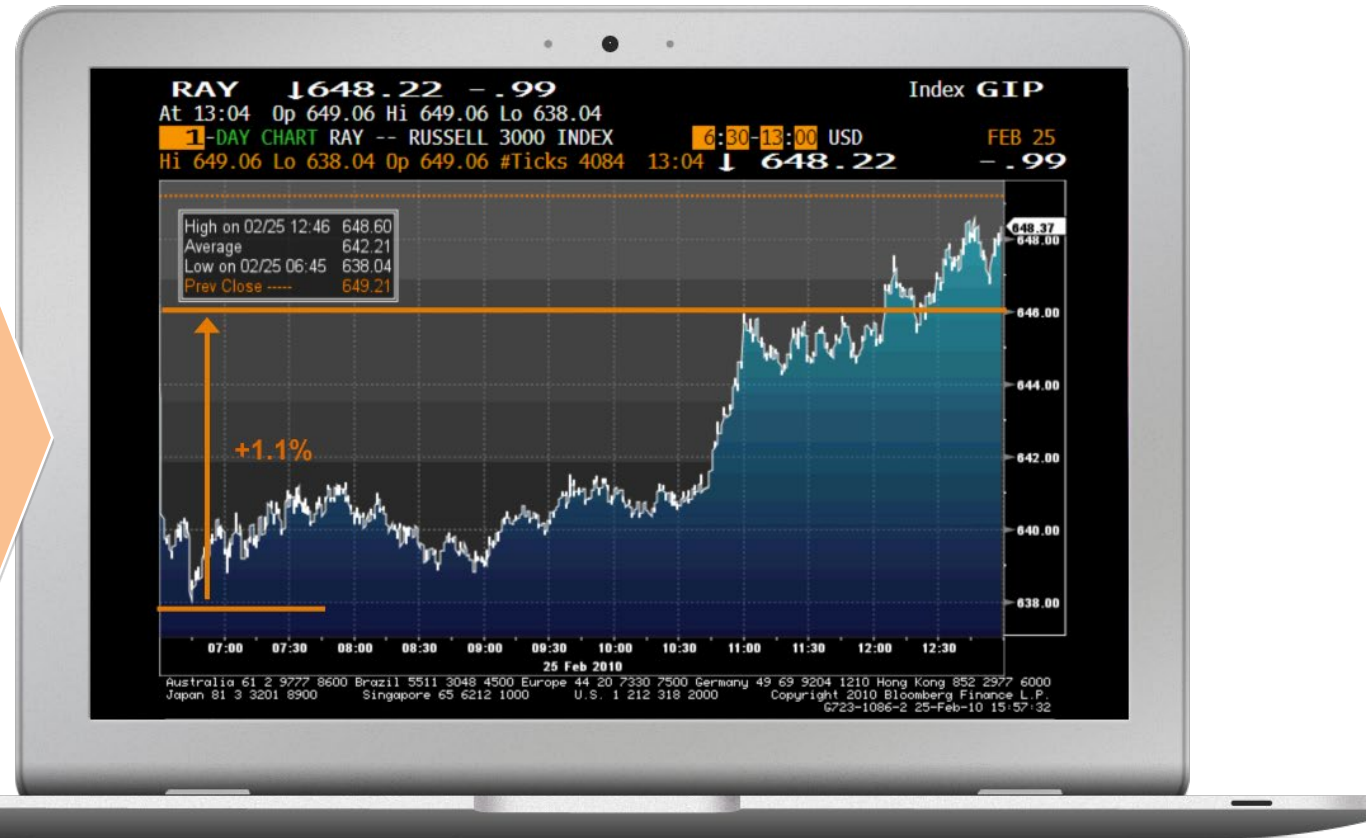 RAY ↓648.22 -.99 Index GIP
At 13:04 Op 649.06 Hi 649.06 Lo 638.04
1-DAY CHART RAY -- RUSSELL 3000 INDEX 6:30-13:00 USD FEB 25
Hi 649.06 Lo 638.04 Op 649.06 #Ticks 4084 13:04 ↓ 648.22 -.99
High on 02/25 12:46 648.60
Average 642.21
Low on 02/25 06:45 638.04
Prev Close ----- 649.21
648.37
648.00
646.00
644.00
+1.1%
642.00
640.00
638.00
07:00 07:30 08:00 08:30 09:00 09:30 10:00 10:30 11:00 11:30 12:00 12:30
25 Feb 2010
Australia 61 2 9777 8600 Brazil 5511 3048 4500 Europe 44 20 7330 7500 Germany 49 69 9204 1210 Hong Kong 852 2977 6000
Japan 81 3 3201 8900 Singapore 65 6212 1000 U.S. 1 212 318 2000 Copyright 2010 Bloomberg Finance L.P.
G723-1086-2 25-Feb-10 15:57:32